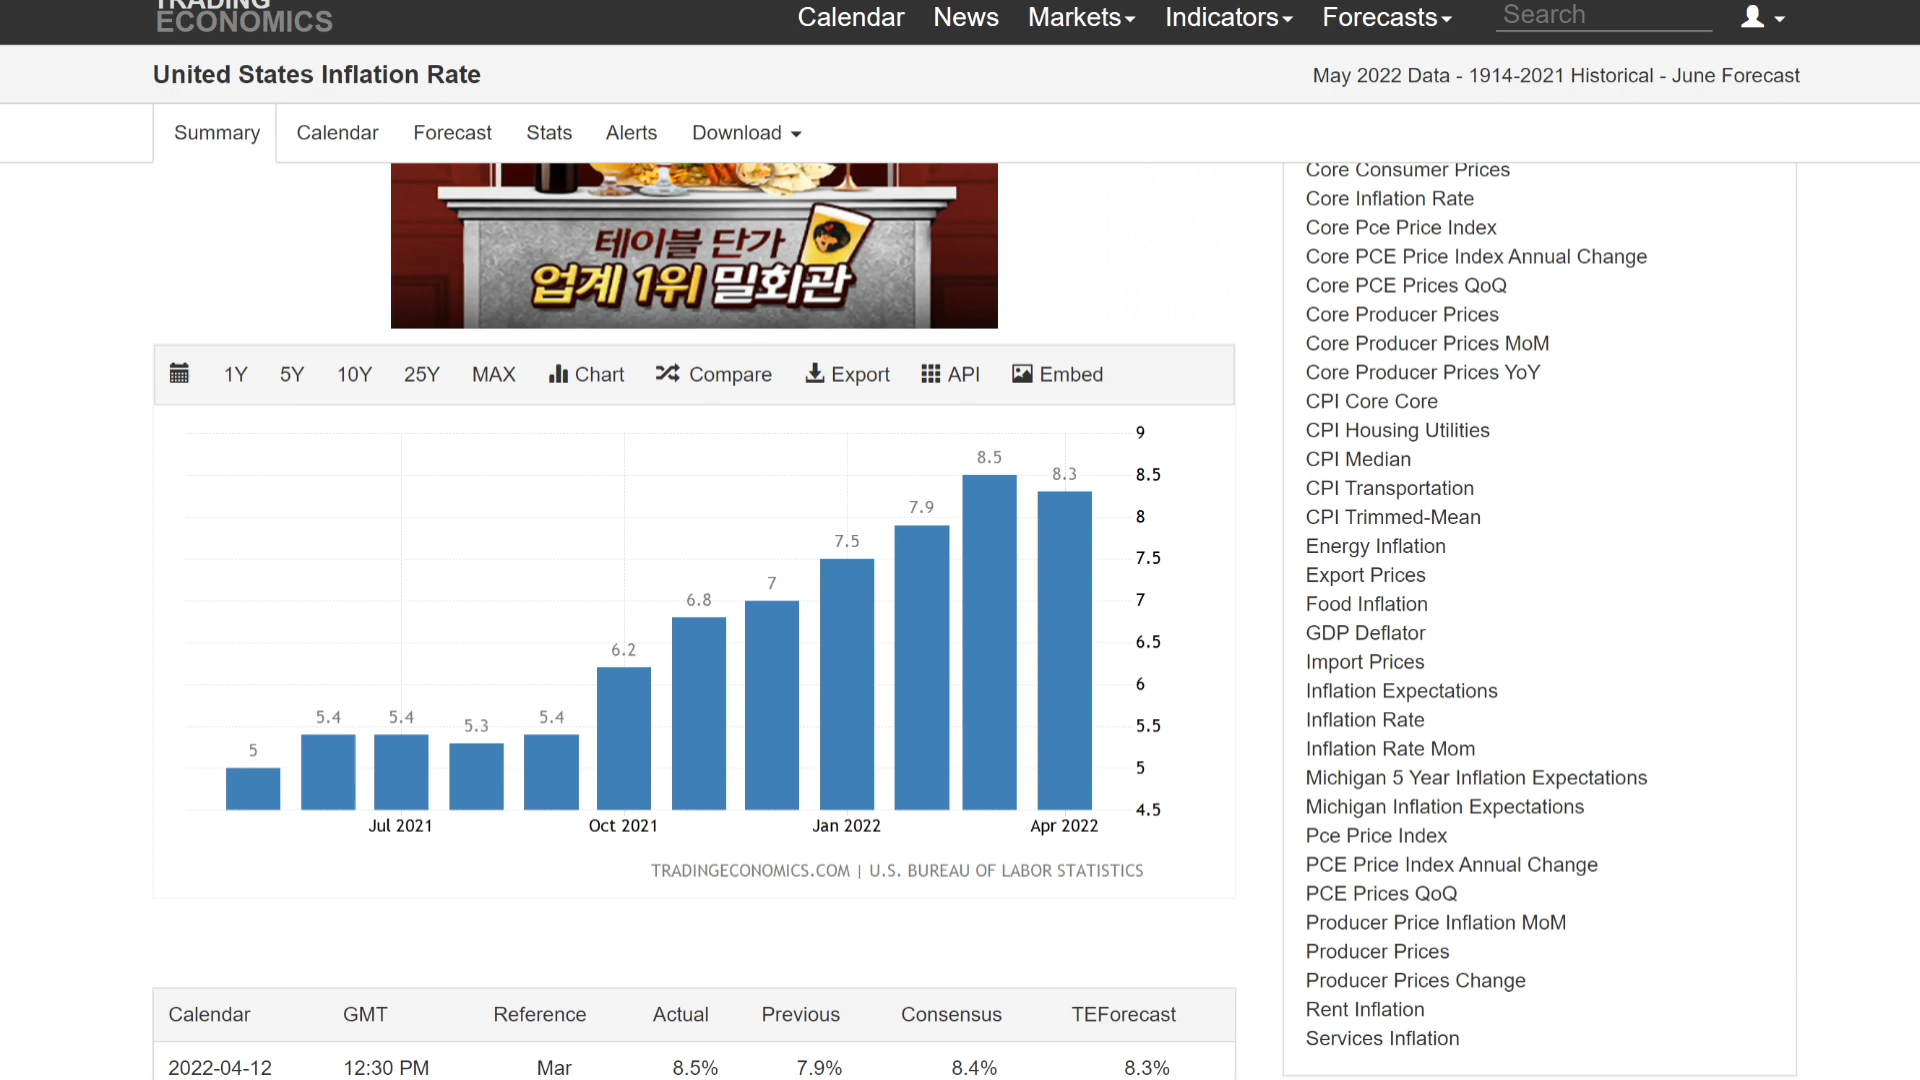 TRADING
ECONOMICS
Calendar News Markets Indicators Forecasts Search
United States Inflation Rate
May 2022 Data - 1914-2021 Historical - June Forecast
Summary Calendar Forecast Stats Alerts Download
테이블 단가
업계 1위 밀회관
1Y 5Y 10Y 25Y MAX Chart Compare Export API Embed
9
8.5
8
7.5
7
6.5
6
5.5
5
4.5
5 5.4 5.4 5.3 5.4 6.2 6.8 7 7.5 7.9 8.5 8.3
Jul 2021 Oct 2021 Jan 2022 Apr 2022
TRADINGECONOMICS.COM | U.S. BUREAU OF LABOR STATISTICS
Calendar GMT Reference Actual Previous Consensus TEForecast
2022-04-12 12:30 PM Mar 8.5% 7.9% 8.4% 8.3%
Core Consumer Prices
Core Inflation Rate
Core Pce Price Index
Core PCE Price Index Annual Change
Core PCE Prices QoQ
Core Producer Prices
Core Producer Prices MoM
Core Producer Prices YoY
CPI Core Core
CPI Housing Utilities
CPI Median
CPI Transportation
CPI Trimmed-Mean
Energy Inflation
Export Prices
Food Inflation
GDP Deflator
Import Prices
Inflation Expectations
Inflation Rate
Inflation Rate Mom
Michigan 5 Year Inflation Expectations
Michigan Inflation Expectations
Pce Price Index
PCE Price Index Annual Change
PCE Prices QoQ
Producer Price Inflation MoM
Producer Prices
Producer Prices Change
Rent Inflation
Services Inflation